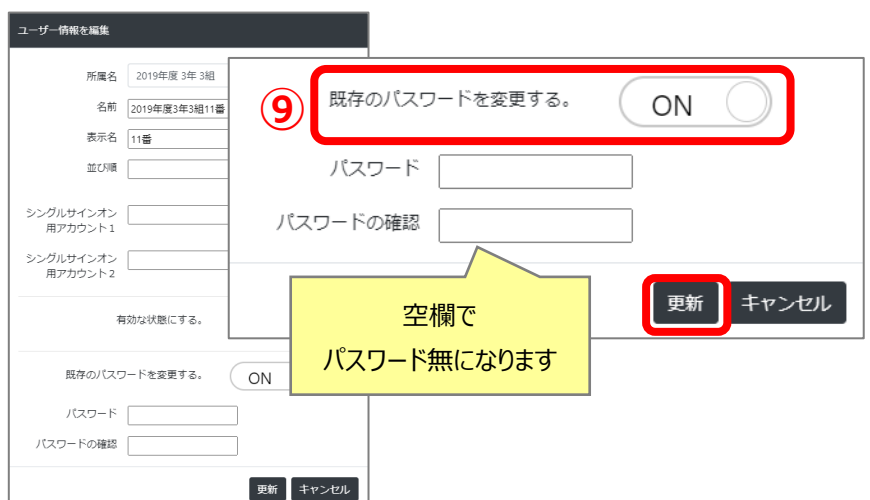 ユーザー情報を編集
所属名 2019年度 3年 3組
名前 2019年度3年3組11番
表示名 11番
並び順
シングルサインオン
用アカウント1
シングルサインオン
用アカウント2
有効な状態にする。
既存のパスワードを変更する。 ON
パスワード
パスワードの確認
更新 キャンセル
⑨ 既存のパスワードを変更する。 ON
パスワード
パスワードの確認
更新 キャンセル
空欄で
パスワード無になります